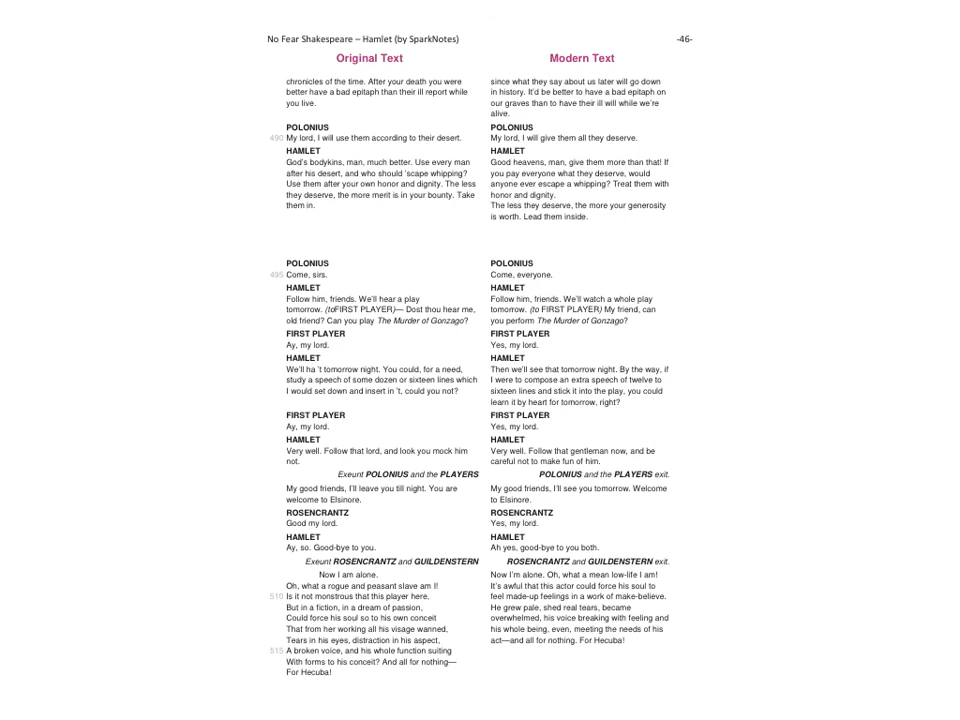 No Fear Shakespeare – Hamlet (by SparkNotes)
-46-
Original Text
chronicles of the time. After your death you were
better have a bad epitaph than their ill report while
you live.
POLONIUS
490 My lord, I will use them according to their desert.
HAMLET
God's bodykins, man, much better. Use every man
after his desert, and who should 'scape whipping?
Use them after your own honor and dignity. The less
they deserve, the more merit is in your bounty. Take
them in.
POLONIUS
495 Come, sirs.
HAMLET
Follow him, friends. We'll hear a play
tomorrow. (toFIRST PLAYER)— Dost thou hear me,
old friend? Can you play The Murder of Gonzago?
FIRST PLAYER
Ay, my lord.
HAMLET
We'll ha 't tomorrow night. You could, for a need,
study a speech of some dozen or sixteen lines which
I would set down and insert in 't, could you not?
FIRST PLAYER
Ay, my lord.
HAMLET
Very well. Follow that lord, and look you mock him
not.
Exeunt POLONIUS and the PLAYERS
My good friends, I'll leave you till night. You are
welcome to Elsinore.
ROSENCRANTZ
Good my lord.
HAMLET
Ay, so. Good-bye to you.
Exeunt ROSENCRANTZ and GUILDENSTERN
Now I am alone.
Oh, what a rogue and peasant slave am I!
510 Is it not monstrous that this player here,
But in a fiction, in a dream of passion,
Could force his soul so to his own conceit
That from her working all his visage wanned,
Tears in his eyes, distraction in his aspect,
515 A broken voice, and his whole function suiting
With forms to his conceit? And all for nothing—
For Hecuba!
Modern Text
since what they say about us later will go down
in history. It'd be better to have a bad epitaph on
our graves than to have their ill will while we're
alive.
POLONIUS
My lord, I will give them all they deserve.
HAMLET
Good heavens, man, give them more than that! If
you pay everyone what they deserve, would
anyone ever escape a whipping? Treat them with
honor and dignity.
The less they deserve, the more your generosity
is worth. Lead them inside.
POLONIUS
Come, everyone.
HAMLET
Follow him, friends. We'll watch a whole play
tomorrow. (to FIRST PLAYER) My friend, can
you perform The Murder of Gonzago?
FIRST PLAYER
Yes, my lord.
HAMLET
Then we'll see that tomorrow night. By the way, if
I were to compose an extra speech of twelve to
sixteen lines and stick it into the play, you could
learn it by heart for tomorrow, right?
FIRST PLAYER
Yes, my lord.
HAMLET
Very well. Follow that gentleman now, and be
careful not to make fun of him.
POLONIUS and the PLAYERS exit.
My good friends, I'll see you tomorrow. Welcome
to Elsinore.
ROSENCRANTZ
Yes, my lord.
HAMLET
Ah yes, good-bye to you both.
ROSENCRANTZ and GUILDENSTERN exit.
Now I'm alone. Oh, what a mean low-life I am!
It's awful that this actor could force his soul to
feel made-up feelings in a work of make-believe.
He grew pale, shed real tears, became
overwhelmed, his voice breaking with feeling and
his whole being, even, meeting the needs of his
act—and all for nothing. For Hecuba!